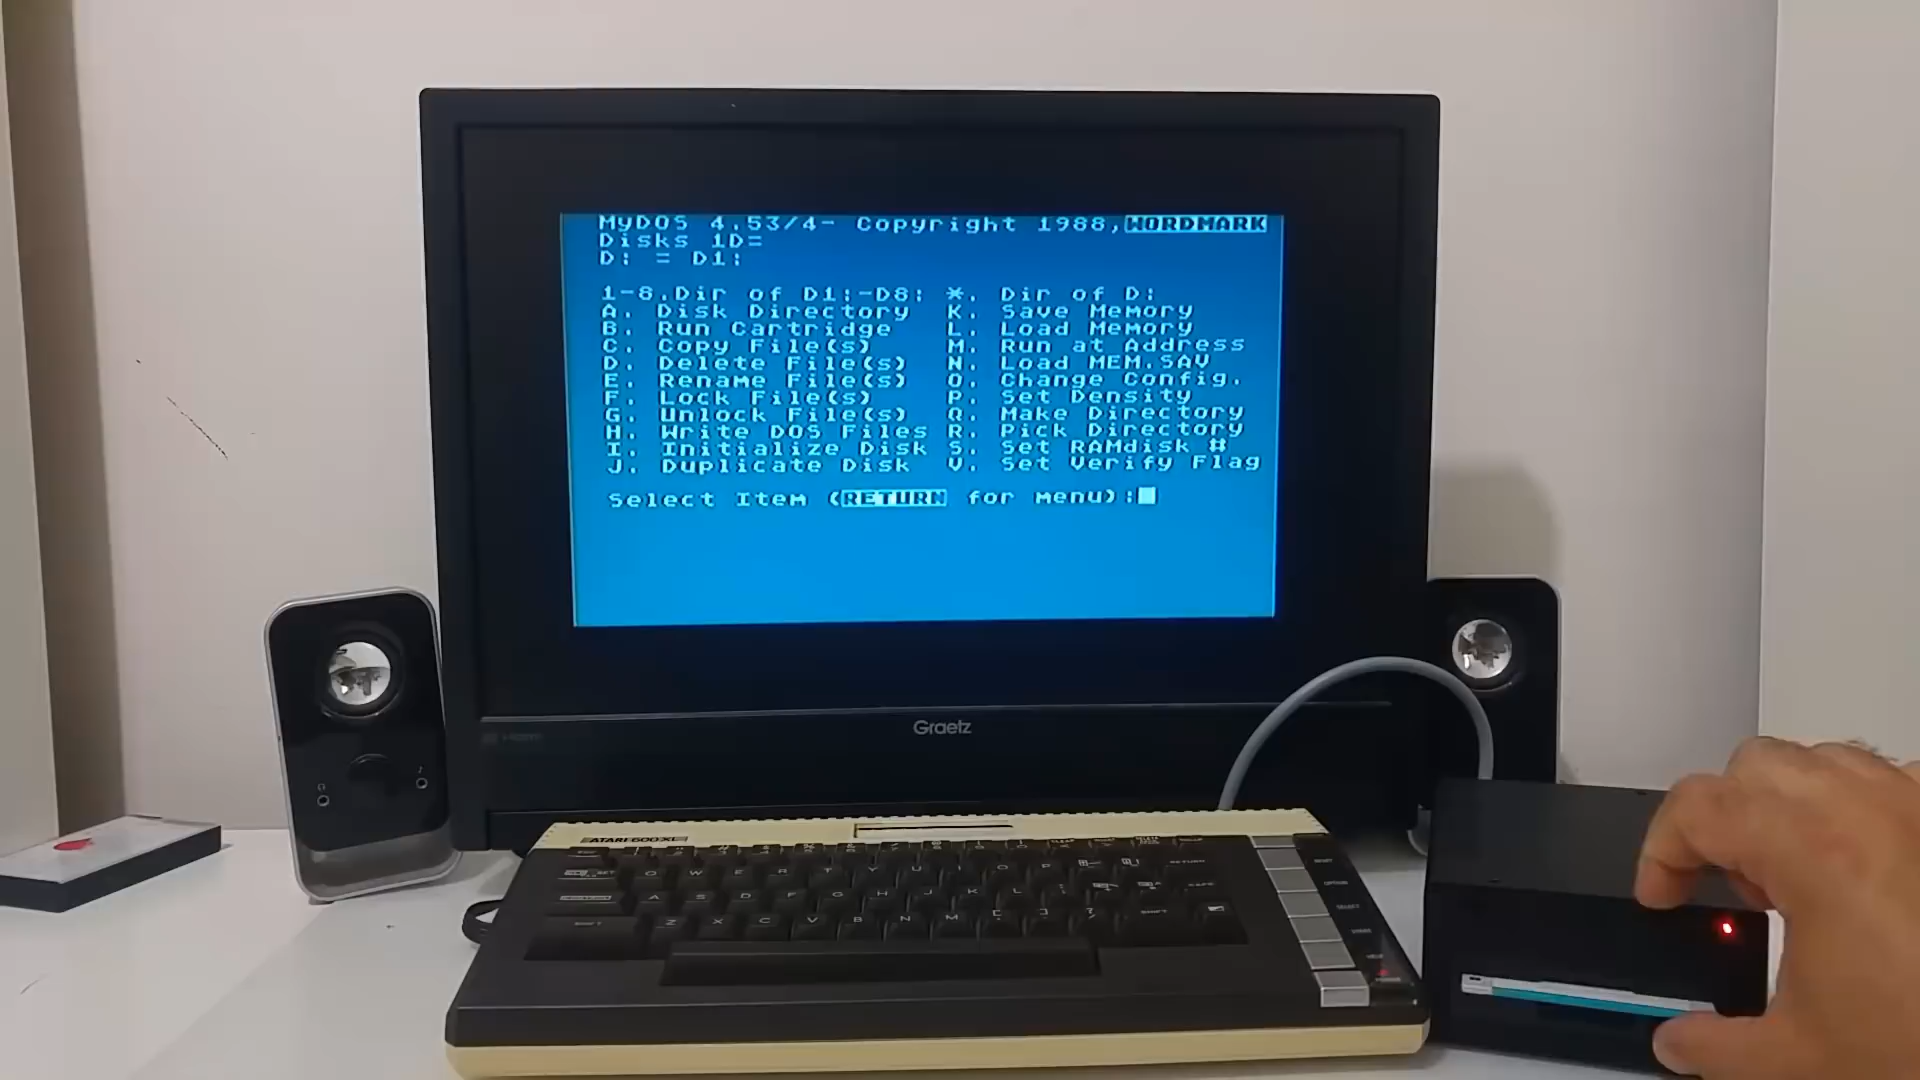 MyDOS 4.53/4- Copyright 1988,WORDMARK
Disks 1D=
D: = D1:
1-8.Dir of D1:-D8: *. Dir of D:
A. Disk Directory K. Save Memory
B. Run Cartridge L. Load Memory
C. Copy File(s) M. Run at Address
D. Delete File(s) N. Load MEM.SAV
E. Rename File(s) O. Change Config.
F. Lock File(s) P. Set Density
G. Unlock File(s) Q. Make Directory
H. Write DOS Files R. Pick Directory
I. Initialize Disk S. Set RAMdisk #
J. Duplicate Disk V. Set Verify Flag
Select Item (RETURN for menu):
Graetz
ATARI 600XL
Q W E R T Y U I O P RETURN
A S D F G H J K L
Z X C V B N M